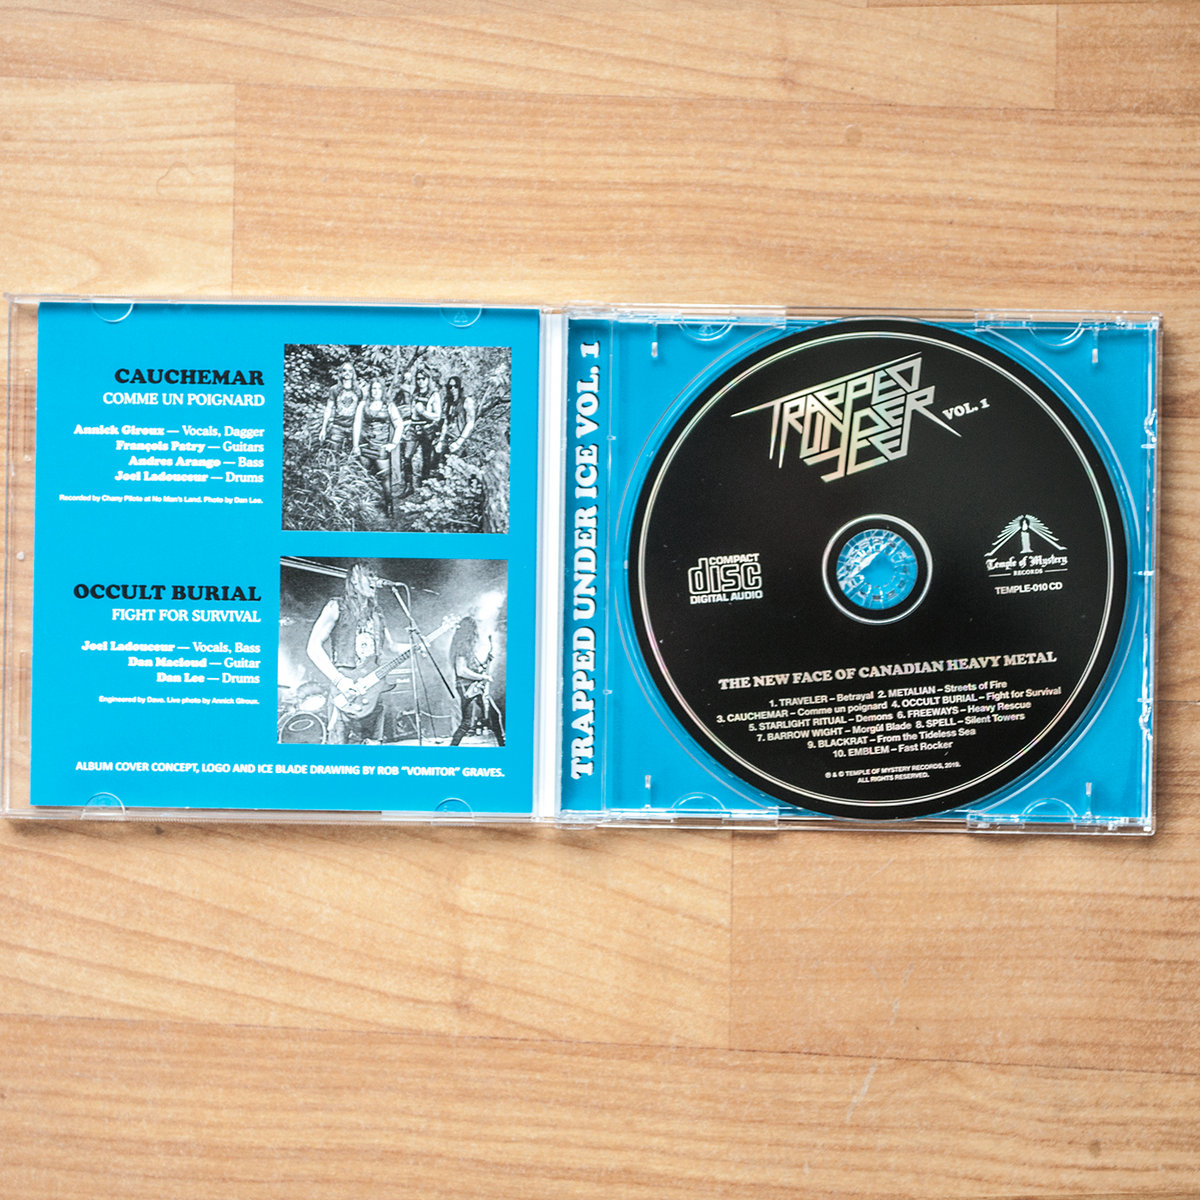 CAUCHEMAR
COMME UN POIGNARD
Annick Giroux — Vocals, Dagger
François Patry — Guitars
Andres Arango — Bass
Joel Ladouceur — Drums
Recorded by Chany Pilote at No Man's Land. Photo by Dan Lee.
OCCULT BURIAL
FIGHT FOR SURVIVAL
Joel Ladouceur — Vocals, Bass
Dan Macloud — Guitar
Dan Lee — Drums
Engineered by Dave. Live photo by Annick Giroux.
ALBUM COVER CONCEPT, LOGO AND ICE BLADE DRAWING BY ROB "VOMITOR" GRAVES.
TRAPPED UNDER ICE VOL. 1
TRAPPED
UNDER
ICE
VOL. 1
COMPACT
disc
DIGITAL AUDIO
Temple of Mystery
RECORDS
TEMPLE-010 CD
THE NEW FACE OF CANADIAN HEAVY METAL
1. TRAVELER – Betrayal 2. METALIAN – Streets of Fire
3. CAUCHEMAR – Comme un poignard 4. OCCULT BURIAL – Fight for Survival
5. STARLIGHT RITUAL – Demons 6. FREEWAYS – Heavy Rescue
7. BARROW WIGHT – Morgül Blade 8. SPELL – Silent Towers
9. BLACKRAT – From the Tideless Sea
10. EMBLEM – Fast Rocker
℗ & © TEMPLE OF MYSTERY RECORDS, 2019.
ALL RIGHTS RESERVED.